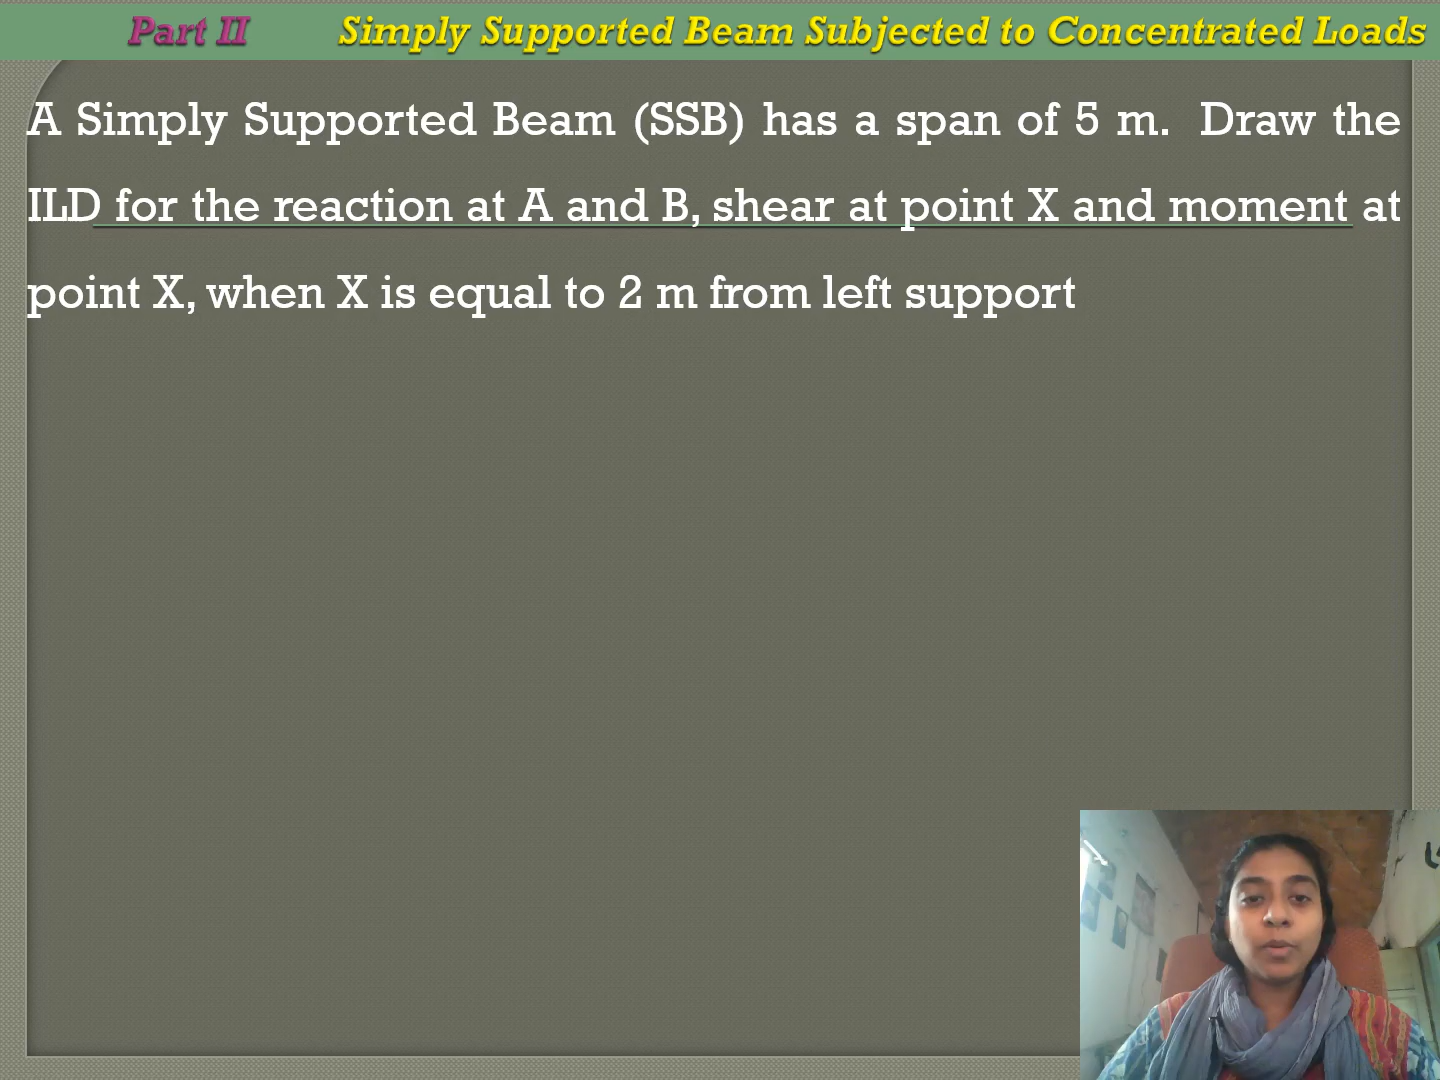 Part II Simply Supported Beam Subjected to Concentrated Loads
A Simply Supported Beam (SSB) has a span of 5 m. Draw the
ILD for the reaction at A and B, shear at point X and moment at
point X, when X is equal to 2 m from left support